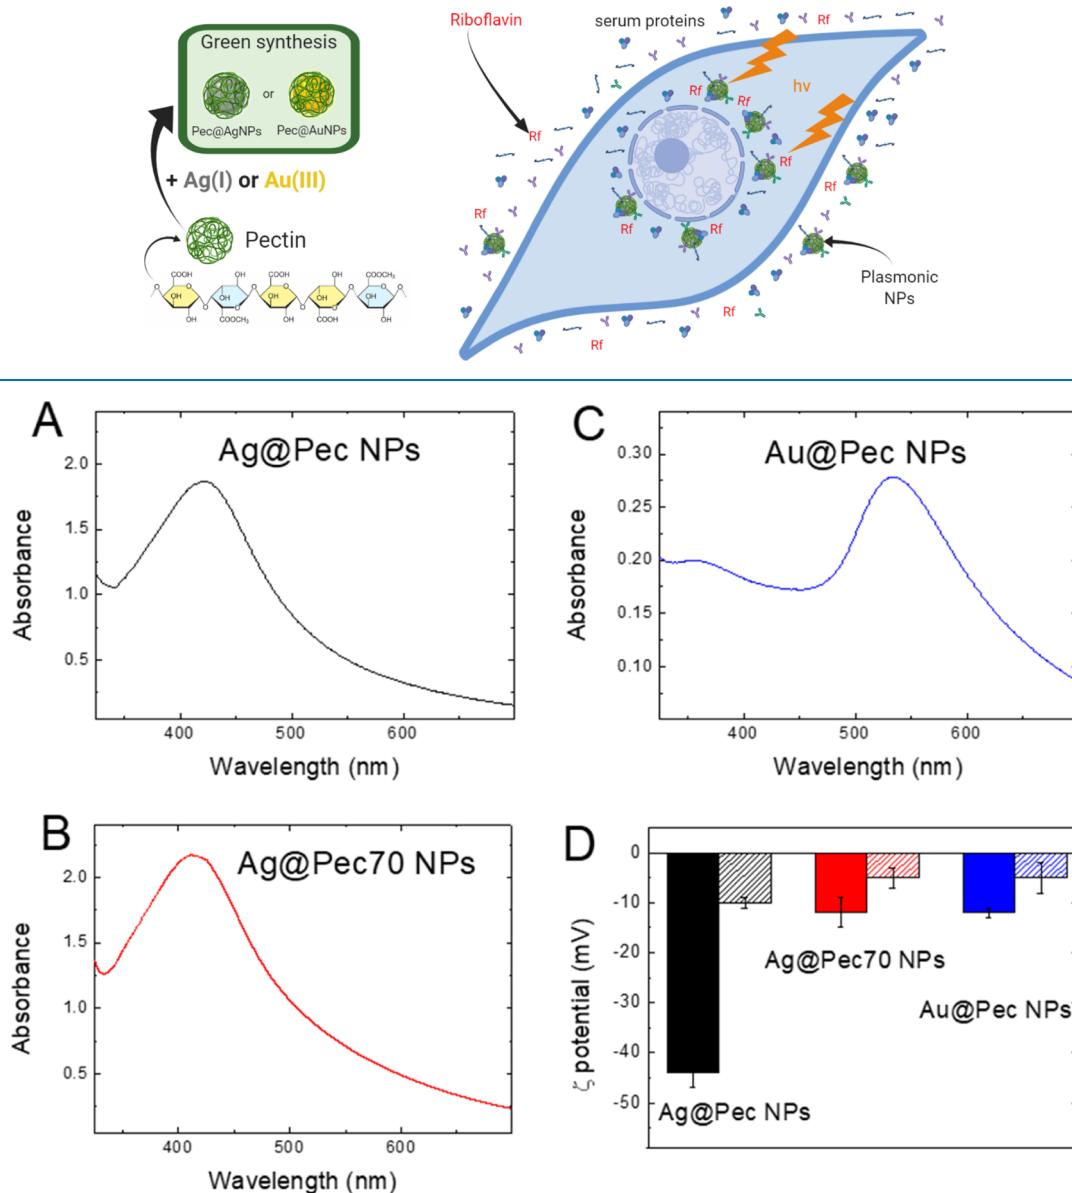 Green synthesis
or
Pec@AgNPs
Pec@AuNPs
+ Ag(I) or Au(III)
Pectin
COOH
OH
COOH
COOCH3
O
O
O
O
O
O
OH
OH
O
OH
OH
O
OH
OH
COOCH3
OH
COOH
OH
Riboflavin
serum proteins
Rf
Rf
Rf
hv
Rf
Rf
Rf
Rf
Rf
Rf
Rf
Plasmonic
NPs
Rf
Rf
A
Ag@Pec NPs
2.0
1.5
1.0
0.5
Absorbance
400
500
600
Wavelength (nm)
C
Au@Pec NPs
0.30
0.25
0.20
0.15
0.10
Absorbance
400
500
600
Wavelength (nm)
B
Ag@Pec70 NPs
2.0
1.5
1.0
0.5
Absorbance
400
500
600
Wavelength (nm)
D
0
-10
-20
-30
-40
-50
ζ potential (mV)
Ag@Pec70 NPs
Au@Pec NPs
Ag@Pec NPs